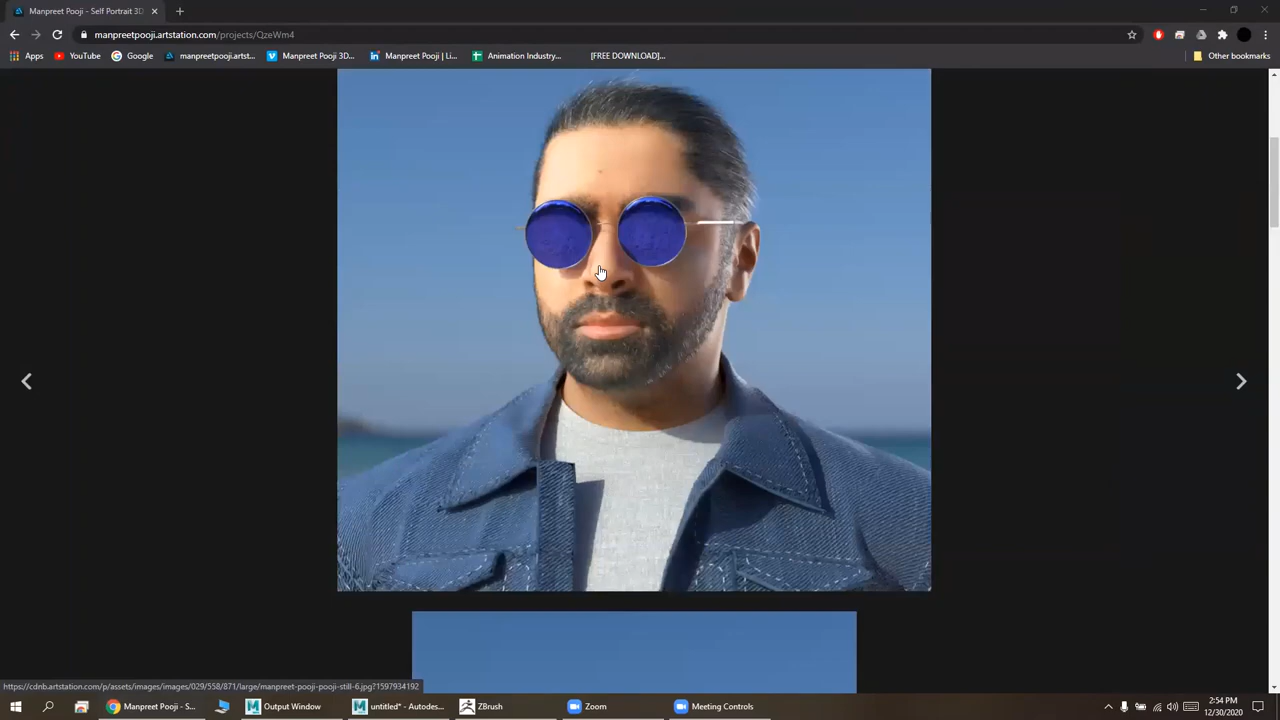 Manpreet Pooji - Self Portrait 3D
manpreetpooji.artstation.com/projects/QzeWm4
Apps YouTube Google manpreetpooji.artst... Manpreet Pooji 3D... Manpreet Pooji | Li... Animation Industry... [FREE DOWNLOAD]... Other bookmarks
https://cdnb.artstation.com/p/assets/images/images/029/558/871/large/manpreet-pooji-pooji-still-6.jpg?1597934192
Manpreet Pooji - S... Output Window untitled* - Autodes... ZBrush Zoom Meeting Controls
2:54 PM
12/30/2020